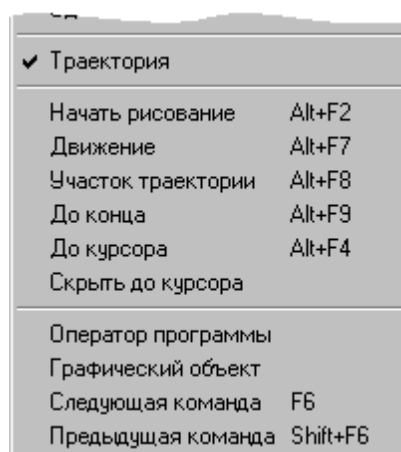 Траектория
Начать рисование Alt+F2
Движение Alt+F7
Участок траектории Alt+F8
До конца Alt+F9
До курсора Alt+F4
Скрыть до курсора
Оператор программы
Графический объект
Следующая команда F6
Предыдущая команда Shift+F6